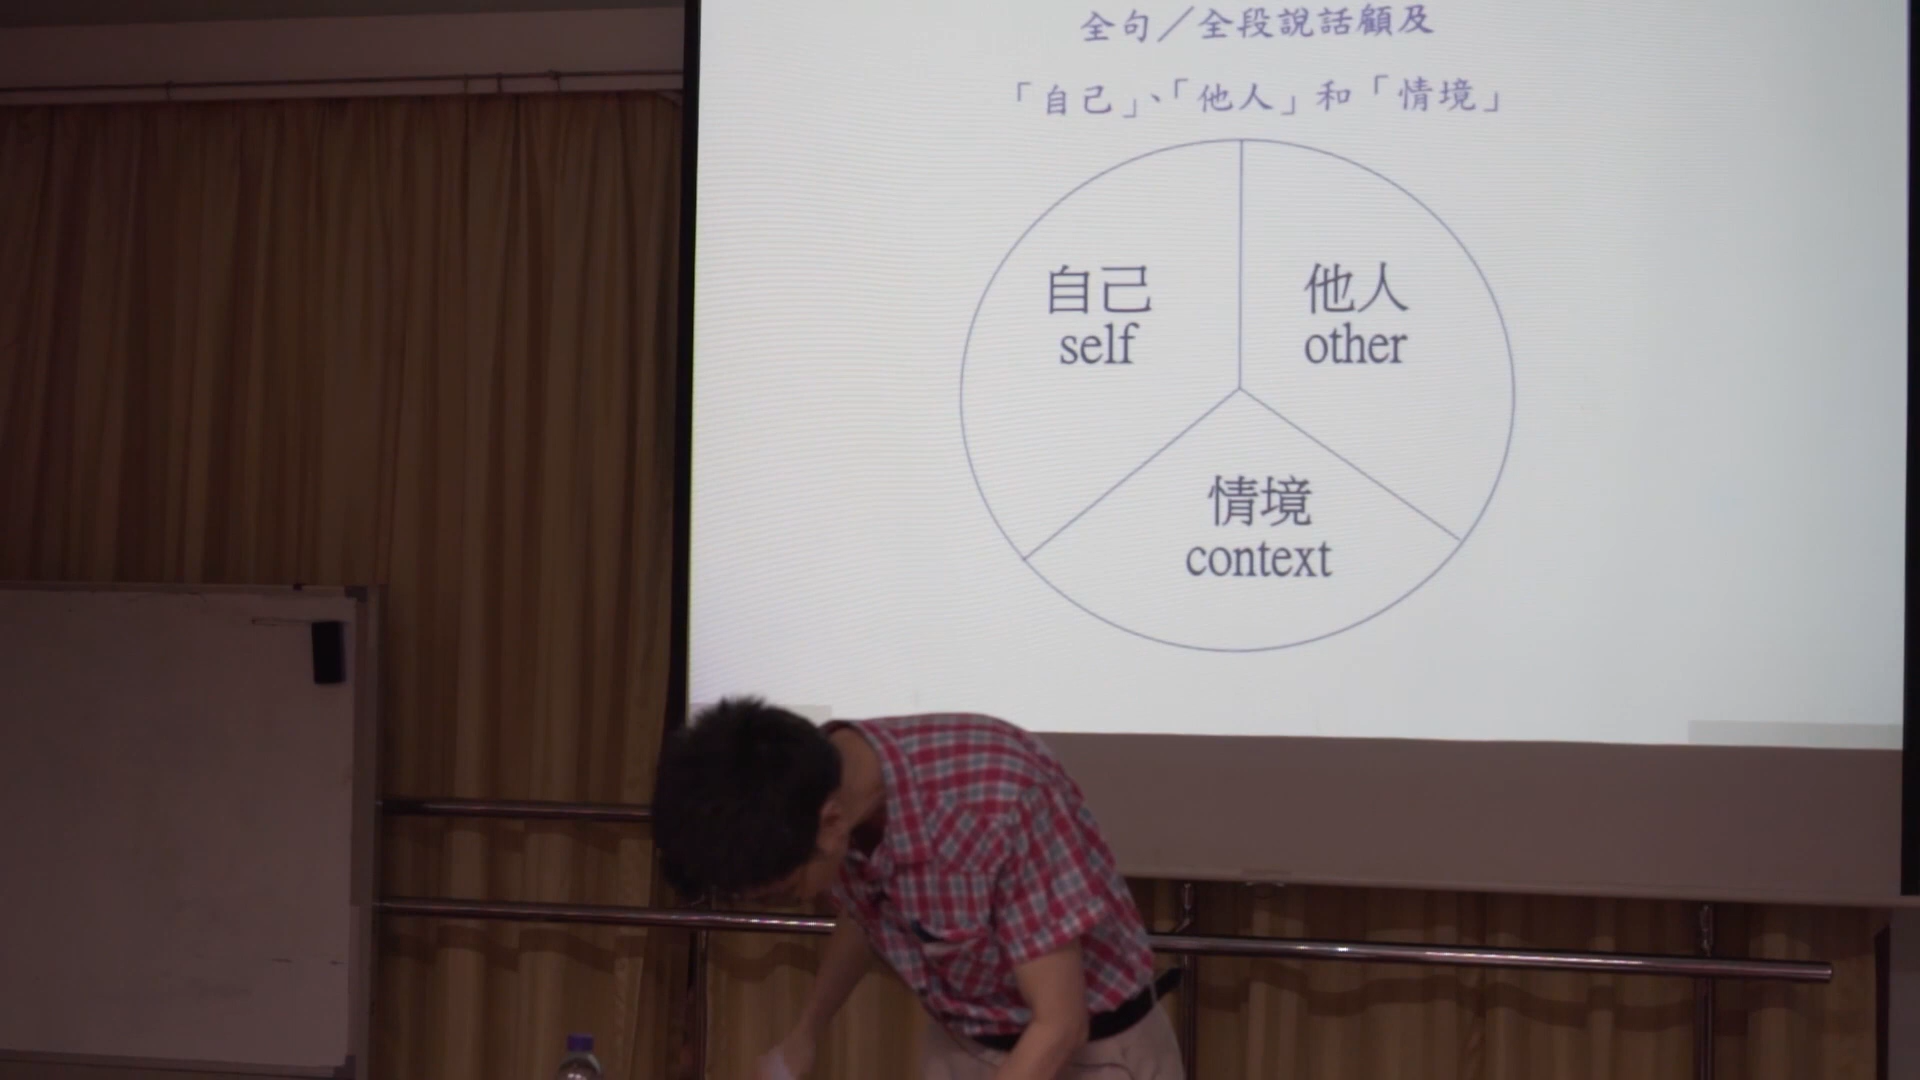 全句／全段說話顧及
「自己」、「他人」和「情境」
自己
self
他人
other
情境
context